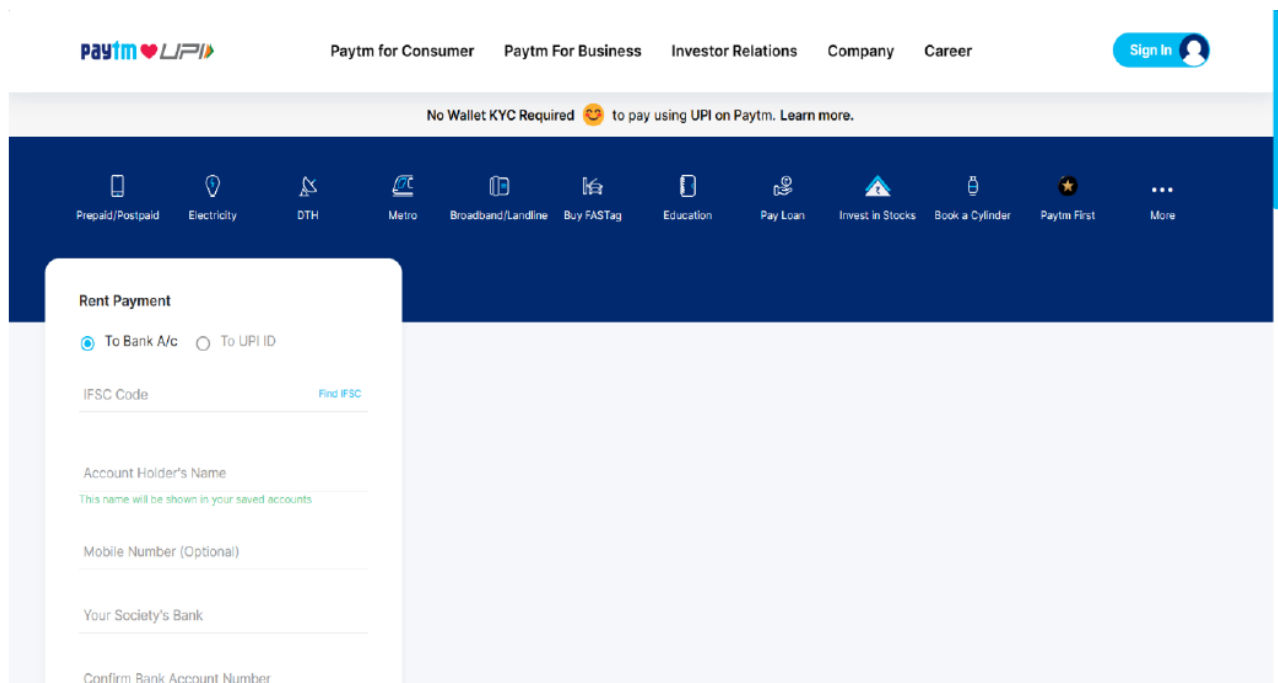 paytm UPI
Paytm for Consumer Paytm For Business Investor Relations Company Career Sign In
No Wallet KYC Required to pay using UPI on Paytm. Learn more.
Prepaid/Postpaid Electricity DTH Metro Broadband/Landline Buy FASTag Education Pay Loan Invest in Stocks Book a Cylinder Paytm First More
Rent Payment
To Bank A/c To UPI ID
IFSC Code Find IFSC
Account Holder's Name
This name will be shown in your saved accounts
Mobile Number (Optional)
Your Society's Bank
Confirm Bank Account Number